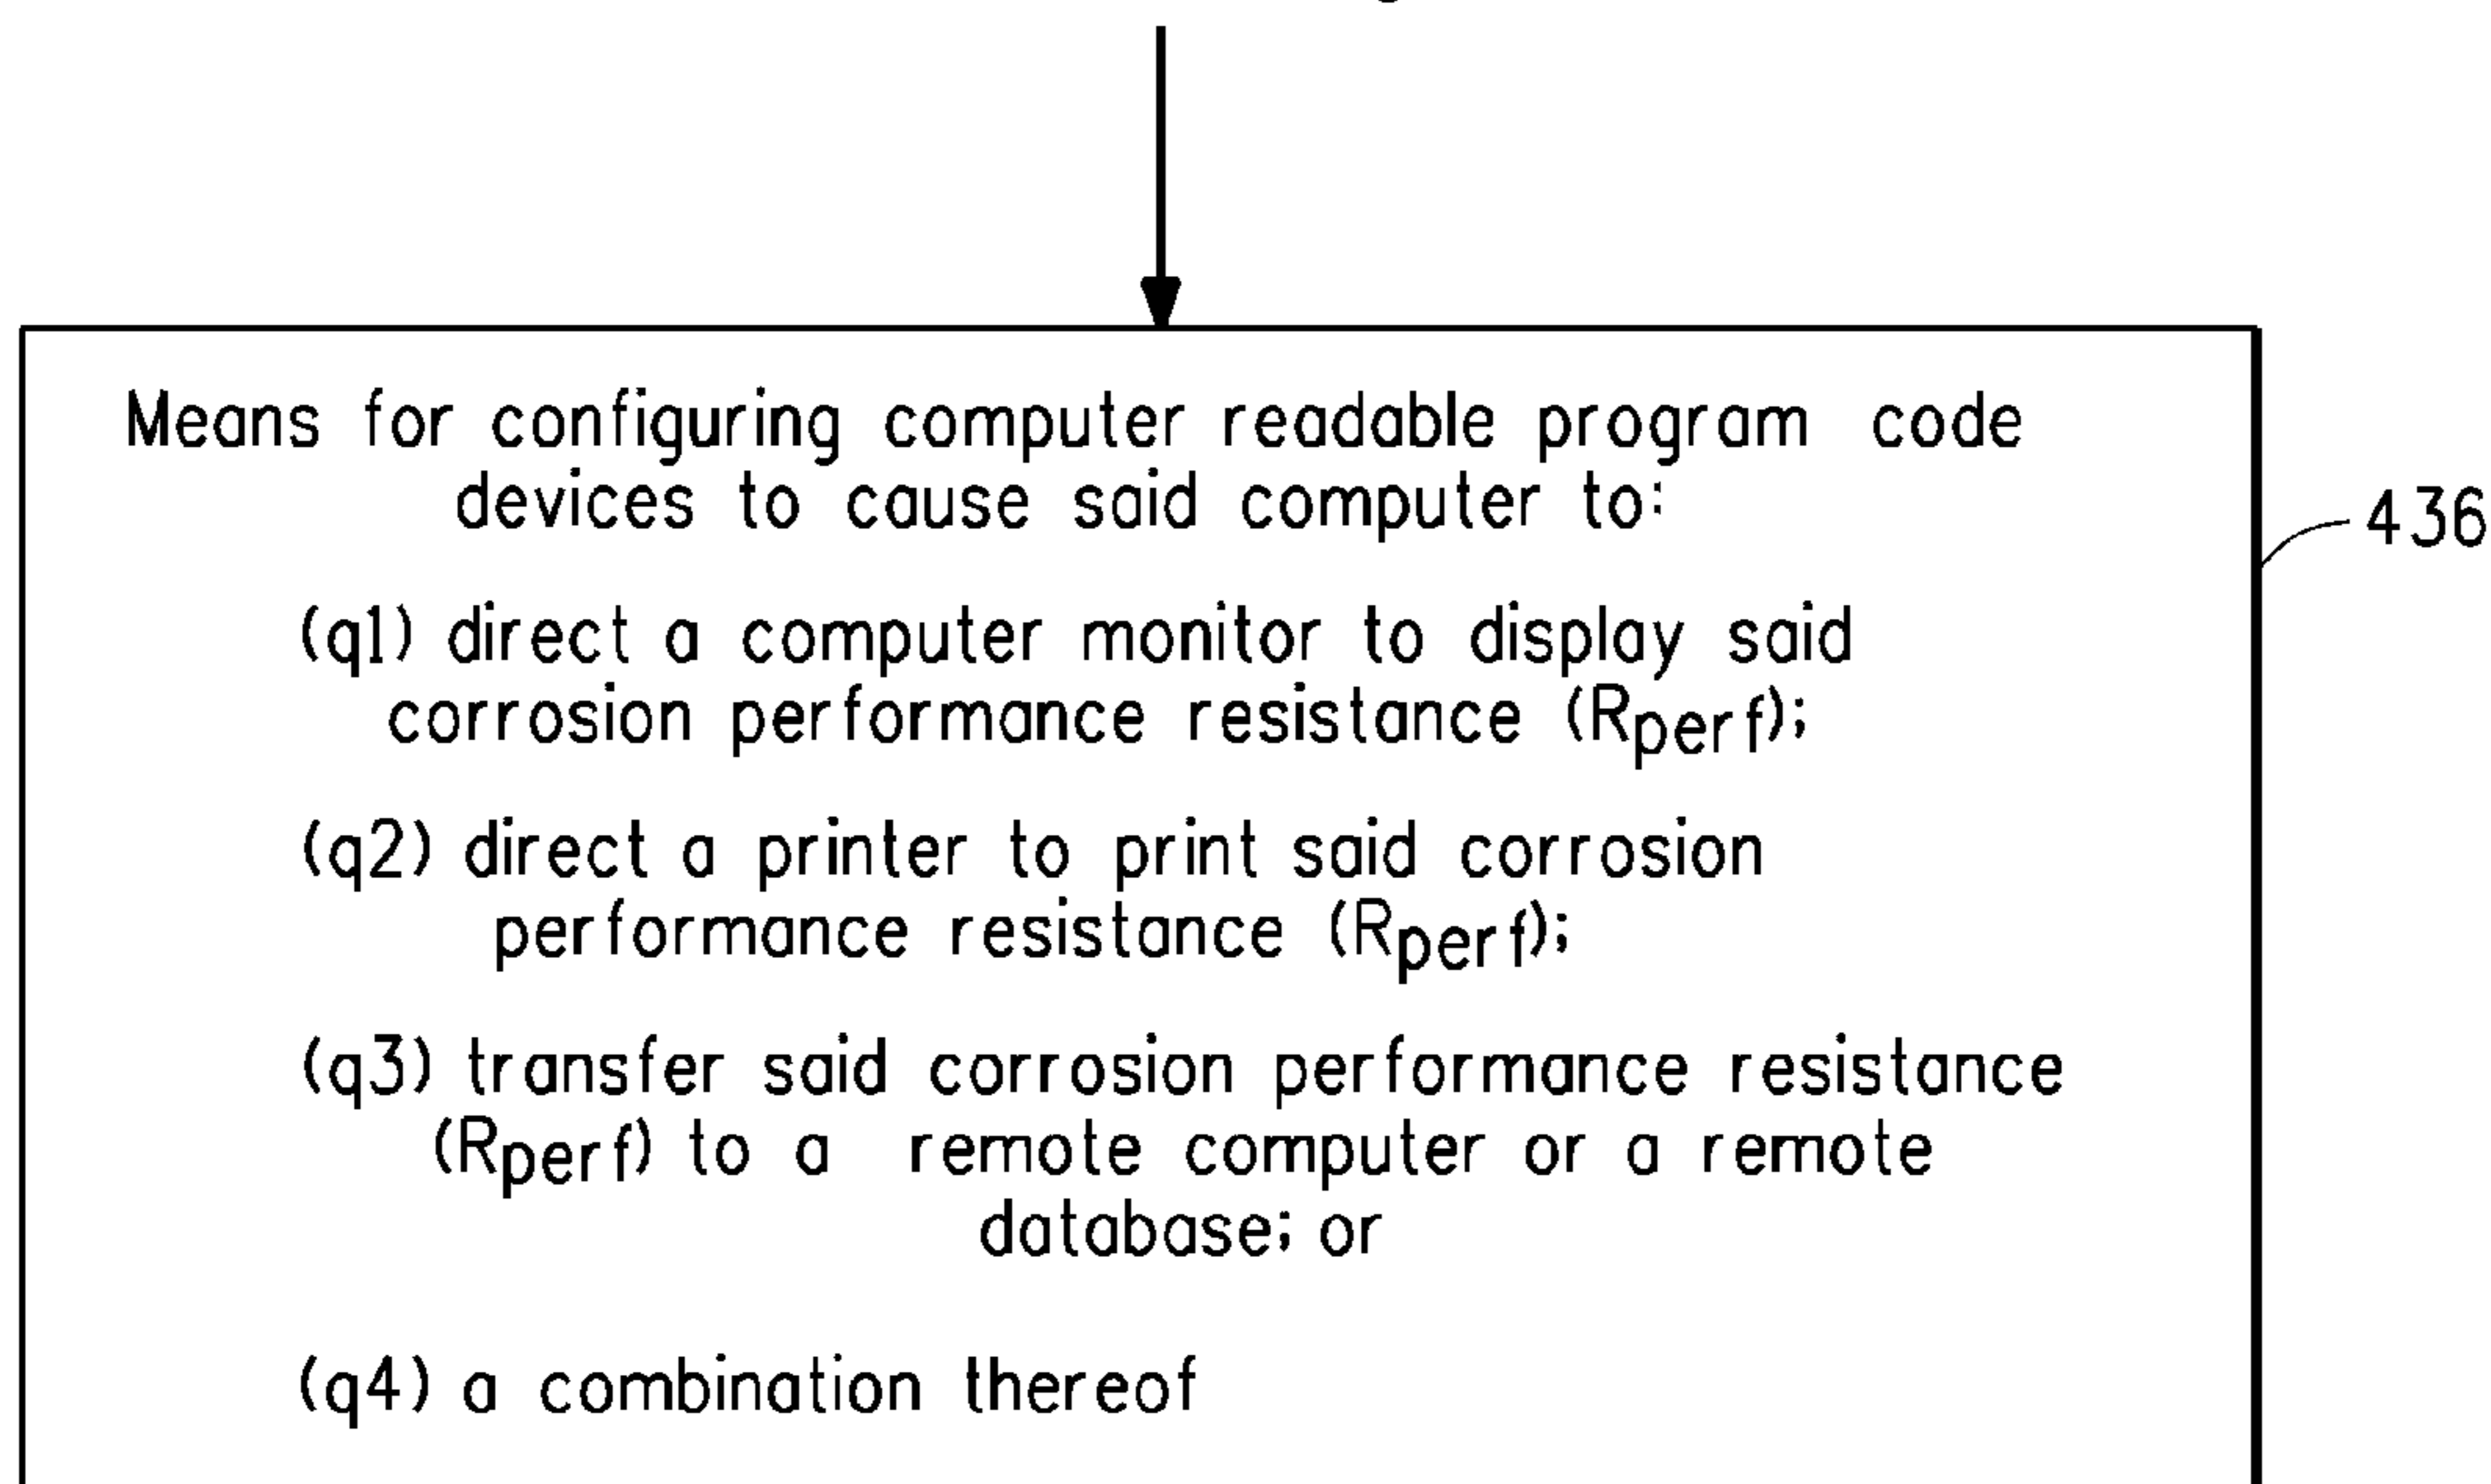 Means for configuring computer readable program code
devices to cause said computer to:
436
(q1) direct a computer monitor to display said
corrosion performance resistance (Rperf);
(q2) direct a printer to print said corrosion
performance resistance (Rperf);
(q3) transfer said corrosion performance resistance
(Rperf) to a remote computer or a remote
database; or
(q4) a combination thereof